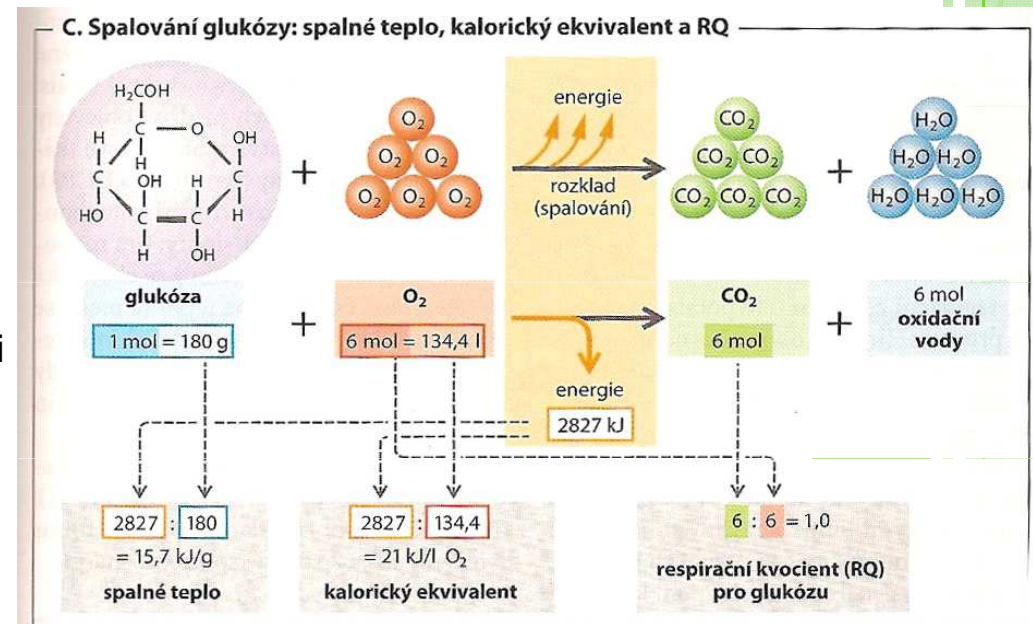 C. Spalování glukózy: spalné teplo, kalorický ekvivalent a RQ
H₂COH
C O
H OH
H
C OH H C
HO C C H
H OH
+
O₂
O₂ O₂
O₂ O₂ O₂
energie
rozklad
(spalování)
CO₂
CO₂ CO₂
CO₂ CO₂ CO₂
+
H₂O
H₂O H₂O
H₂O H₂O H₂O
glukóza
1 mol = 180 g
+
O₂
6 mol = 134,4 l
energie
2827 kJ
CO₂
6 mol
+
6 mol
oxidační
vody
i
2827 : 180
= 15,7 kJ/g
spalné teplo
2827 : 134,4
= 21 kJ/l O₂
kalorický ekvivalent
6 : 6 = 1,0
respirační kvocient (RQ)
pro glukózu